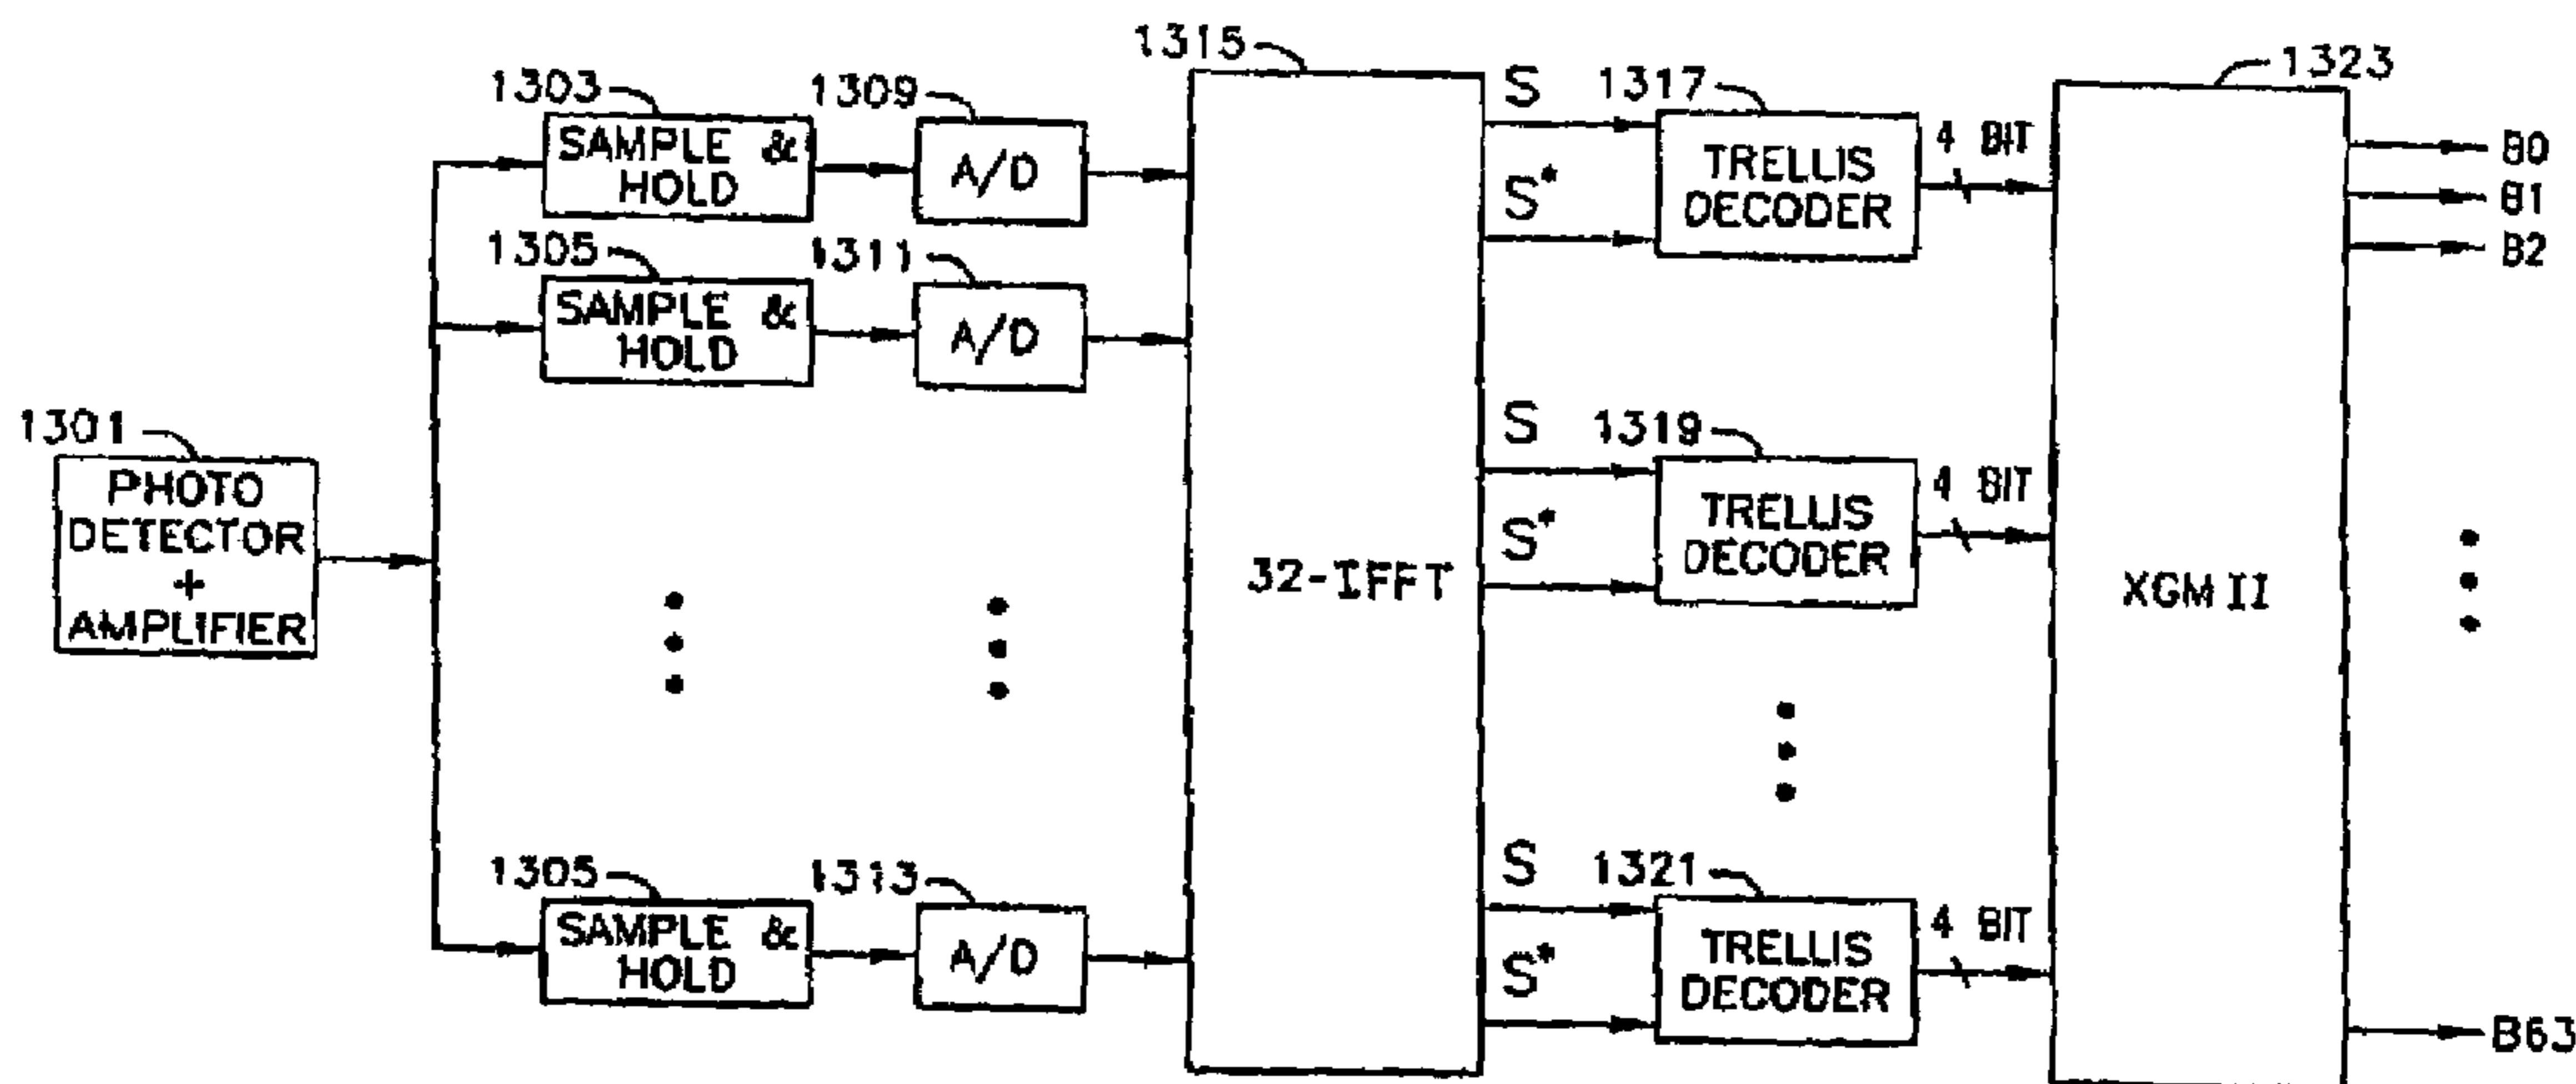 1315
1323
1303
1309
S
1317
SAMPLE &
HOLD
A/D
TRELLIS
DECODER
4 BIT
B0
S*
B1
B2
1305
1311
SAMPLE &
HOLD
A/D
1301
PHOTO
DETECTOR
+
AMPLIFIER
S
1319
4 BIT
TRELLIS
DECODER
S*
32-IFFT
XGMII
1305
1313
S
1321
SAMPLE &
HOLD
A/D
TRELLIS
DECODER
4 BIT
S*
B63